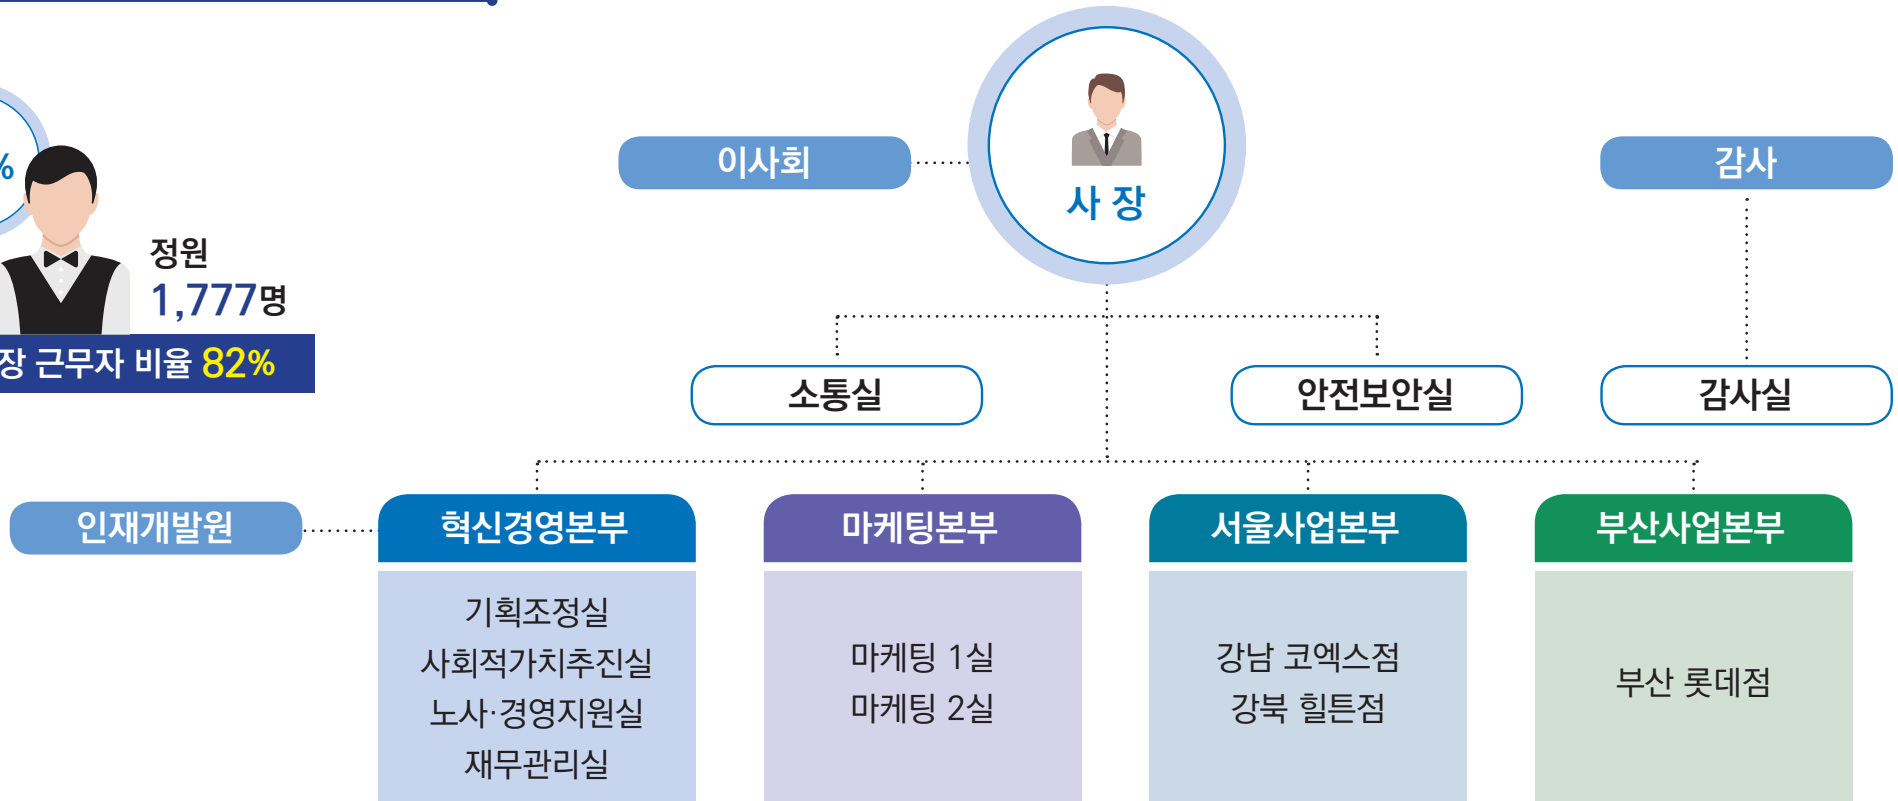 %
정원
1,777명
장 근무자 비율 82%
사 장
이사회
감사
소통실
안전보안실
감사실
인재개발원
혁신경영본부
기획조정실
사회적가치추진실
노사·경영지원실
재무관리실
마케팅본부
마케팅 1실
마케팅 2실
서울사업본부
강남 코엑스점
강북 힐튼점
부산사업본부
부산 롯데점